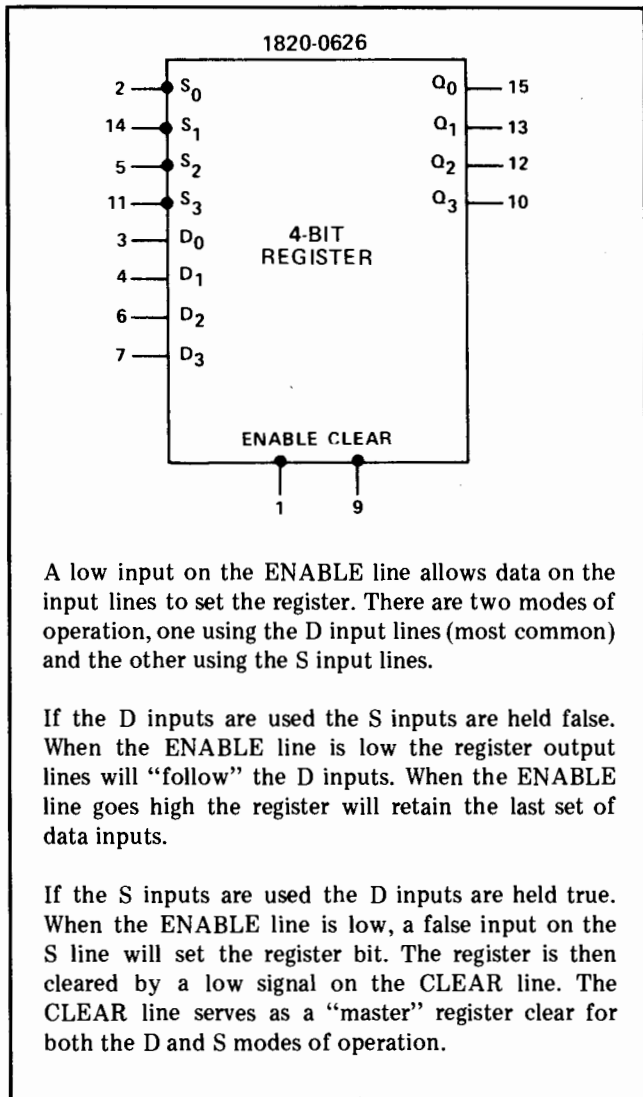 1820-0626
2 S0 Q0 15
14 S1 Q1 13
5 S2 Q2 12
11 S3 Q3 10
3 D0 4-BIT
REGISTER
4 D1
6 D2
7 D3
ENABLE CLEAR
1 9
A low input on the ENABLE line allows data on the
input lines to set the register. There are two modes of
operation, one using the D input lines (most common)
and the other using the S input lines.
If the D inputs are used the S inputs are held false.
When the ENABLE line is low the register output
lines will “follow” the D inputs. When the ENABLE
line goes high the register will retain the last set of
data inputs.
If the S inputs are used the D inputs are held true.
When the ENABLE line is low, a false input on the
S line will set the register bit. The register is then
cleared by a low signal on the CLEAR line. The
CLEAR line serves as a “master” register clear for
both the D and S modes of operation.